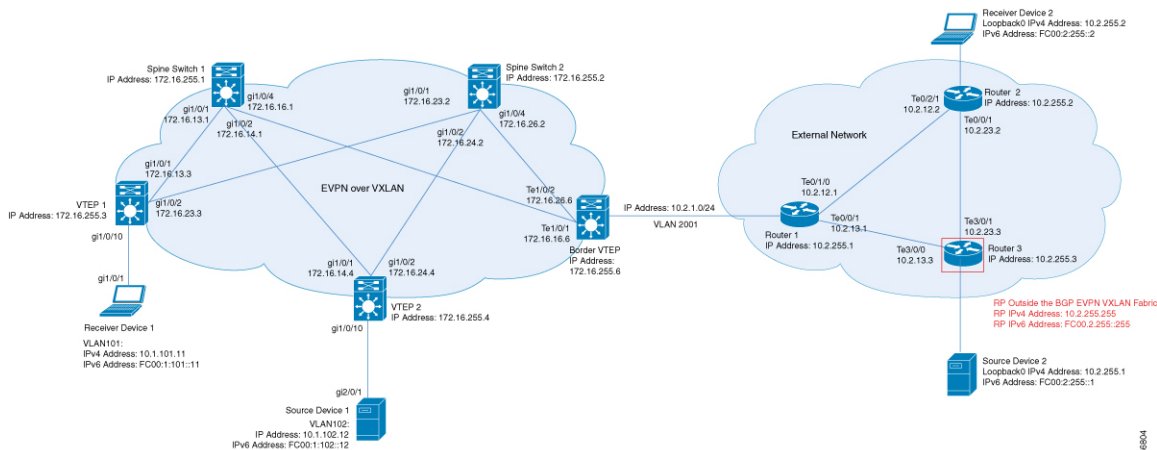 Receiver Device 2
Loopback0 IPv4 Address: 10.2.255.2
IPv6 Address: FC00:2:255::2
Spine Switch 1
IP Address: 172.16.255.1
Spine Switch 2
IP Address: 172.16.255.2
gi1/0/4
172.16.16.1
gi1/0/1
172.16.13.1
gi1/0/2
172.16.14.1
gi1/0/1
172.16.23.2
gi1/0/4
172.16.26.2
gi1/0/2
172.16.24.2
Te0/2/1
10.2.12.2
Router 2
IP Address: 10.2.255.2
Te0/0/1
10.2.23.2
External Network
EVPN over VXLAN
gi1/0/1
172.16.13.3
VTEP 1
IP Address: 172.16.255.3
gi1/0/2
172.16.23.3
gi1/0/10
Te1/0/2
172.16.26.6
Te1/0/1
172.16.16.6
Border VTEP
IP Address:
172.16.255.6
IP Address: 10.2.1.0/24
VLAN 2001
Te0/1/0
10.2.12.1
Te0/0/1
10.2.13.1
Router 1
IP Address: 10.2.255.1
Te3/0/1
10.2.23.3
Te3/0/0
10.2.13.3
Router 3
IP Address: 10.2.255.3
gi1/0/1
172.16.14.4
gi1/0/2
172.16.24.4
VTEP 2
IP Address: 172.16.255.4
gi1/0/10
gi1/0/1
Receiver Device 1
VLAN101:
IPv4 Address: 10.1.101.11
IPv6 Address: FC00:1:101::11
RP Outside the BGP EVPN VXLAN Fabric
RP IPv4 Address: 10.2.255.255
RP IPv6 Address: FC00.2.255::255
gi2/0/1
Source Device 1
VLAN102:
IP Address: 10.1.102.12
IPv6 Address: FC00:1:102::12
Source Device 2
Loopback0 IPv4 Address: 10.2.255.1
IPv6 Address: FC00:2:255::1
6804